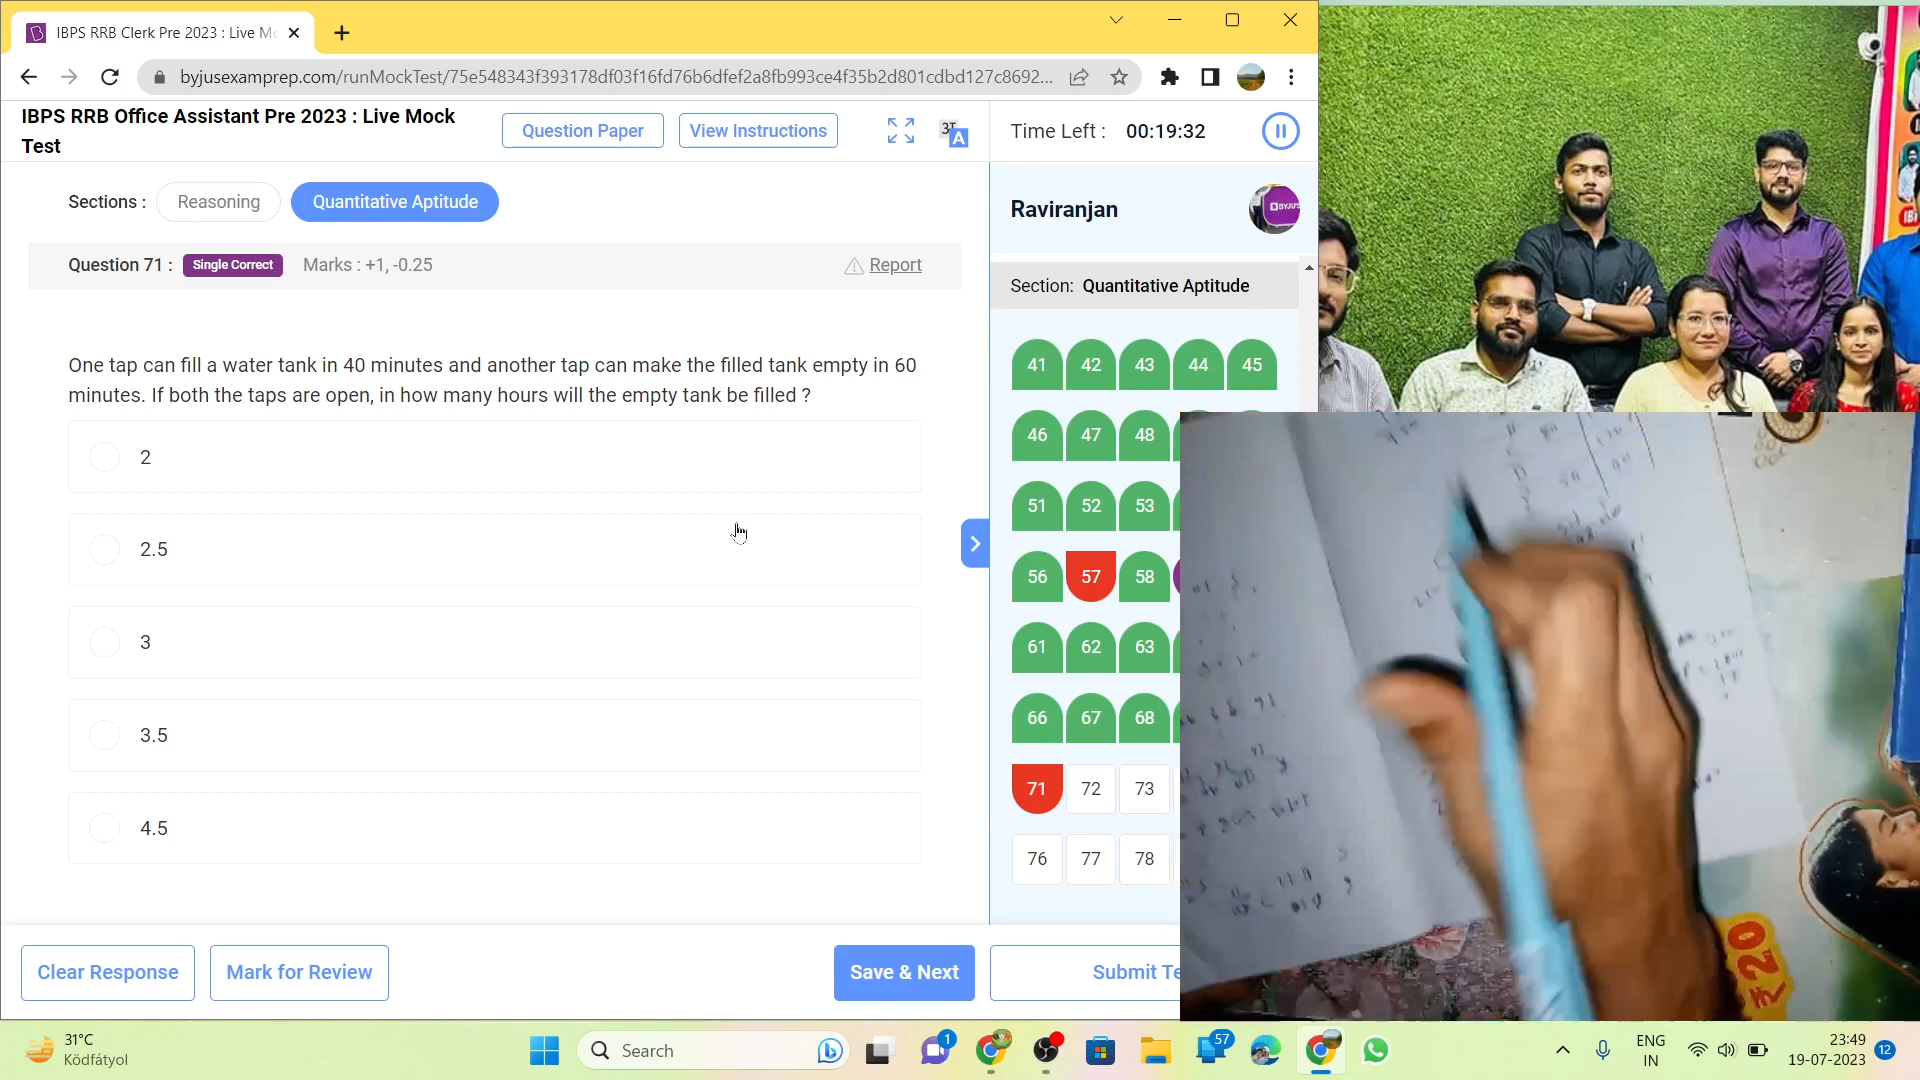 IBPS RRB Clerk Pre 2023 : Live Mo
byjusexamprep.com/runMockTest/75e548343f393178df03f16fd76b6dfef2a8fb993ce4f35b2d801cdbd127c8692...
IBPS RRB Office Assistant Pre 2023 : Live Mock
Test
Question Paper
View Instructions
Time Left : 00:19:32
Sections : Reasoning Quantitative Aptitude
Raviranjan
BYJU'S
Question 71 : Single Correct Marks : +1, -0.25
Report
Section: Quantitative Aptitude
One tap can fill a water tank in 40 minutes and another tap can make the filled tank empty in 60
minutes. If both the taps are open, in how many hours will the empty tank be filled ?
2
2.5
3
3.5
4.5
41 42 43 44 45
46 47 48
51 52 53
56 57 58
61 62 63
66 67 68
71 72 73
76 77 78
Clear Response
Mark for Review
Save & Next
Submit Te
₹20
31°C
Ködfátyol
Search
1
57
ENG
IN
23:49
19-07-2023
12